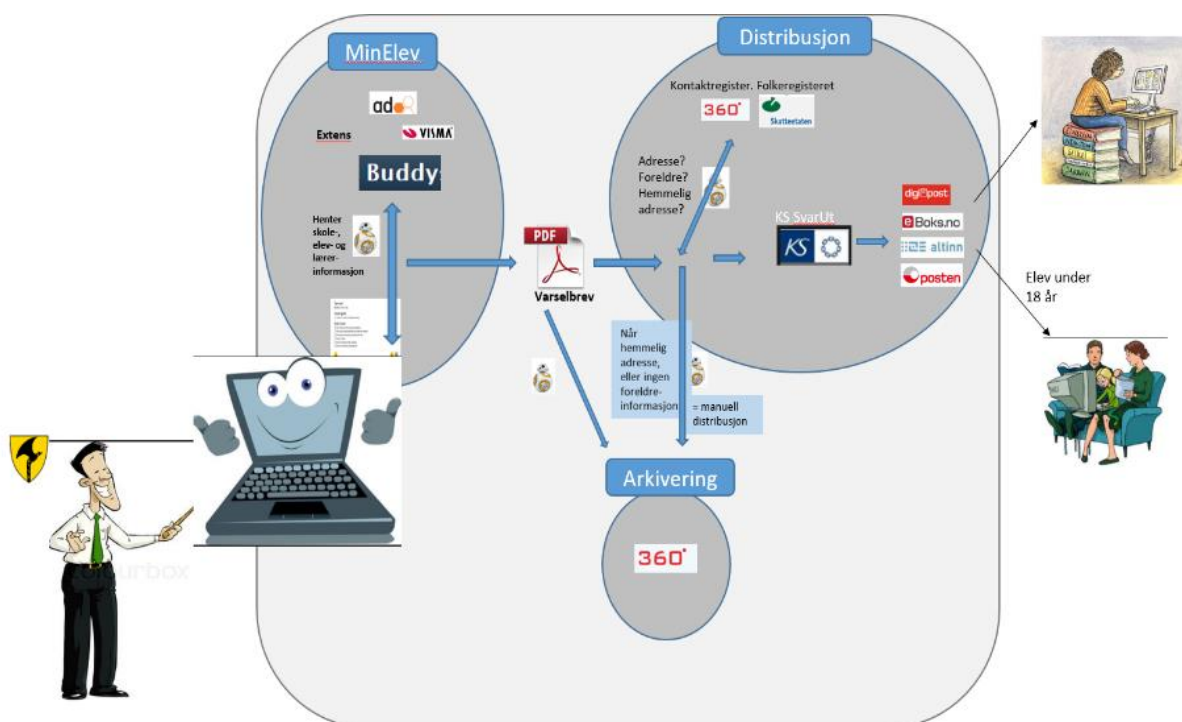 MinElev
ado
Extens
VISMA
Buddy
Henter
skole-,
elev- og
lærer-
informasjon
PDF
Varselbrev
Distribusjon
Kontaktregister. Folkeregisteret
360°
Skatteetaten
Adresse?
Foreldre?
Hemmelig
adresse?
KS SvarUt
KS
digipost
eBoks.no
altinn
posten
Når
hemmelig
adresse,
eller ingen
foreldre-
informasjon
= manuell
distribusjon
Arkivering
360°
Elev under
18 år